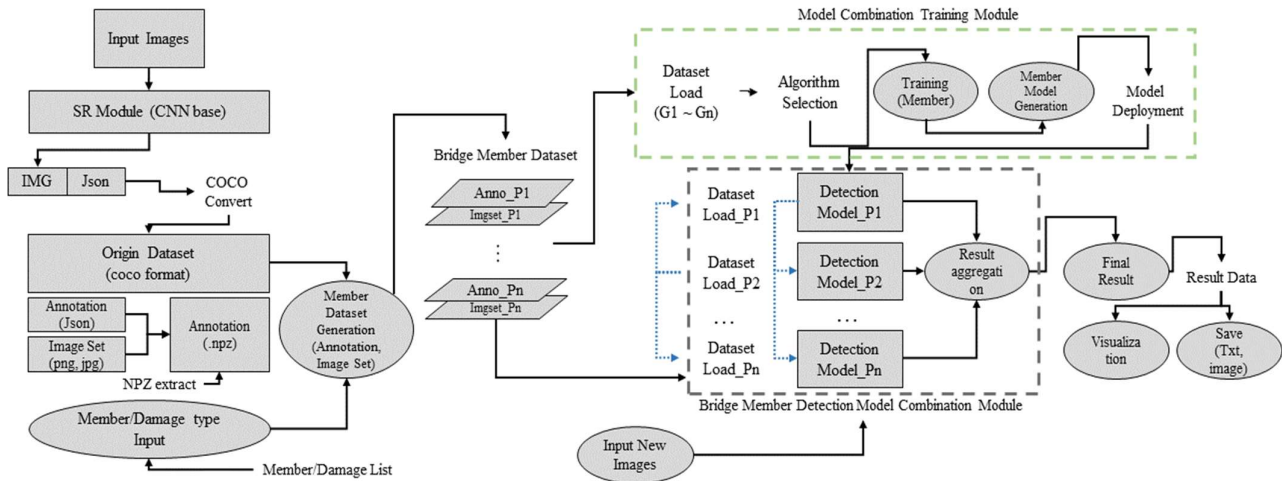 Model Combination Training Module
Input Images
SR Module (CNN base)
IMG
Json
COCO
Convert
Origin Dataset
(coco format)
Annotation
(Json)
Image Set
(png, jpg)
Annotation
(.npz)
NPZ extract
Member/Damage type
Input
Member/Damage List
Member
Dataset
Generation
(Annotation,
Image Set)
Bridge Member Dataset
Anno_P1
Imgset_P1
⋮
Anno_Pn
Imgset_Pn
Dataset
Load
(G1 ~ Gn)
Algorithm
Selection
Training
(Member)
Member
Model
Generation
Model
Deployment
Dataset
Load_P1
Dataset
Load_P2
...
Dataset
Load_Pn
Detection
Model_P1
Detection
Model_P2
...
Detection
Model_Pn
Result
aggregati
on
Bridge Member Detection Model Combination Module
Input New
Images
Final
Result
Result Data
Visualiza
tion
Save
(Txt,
image)